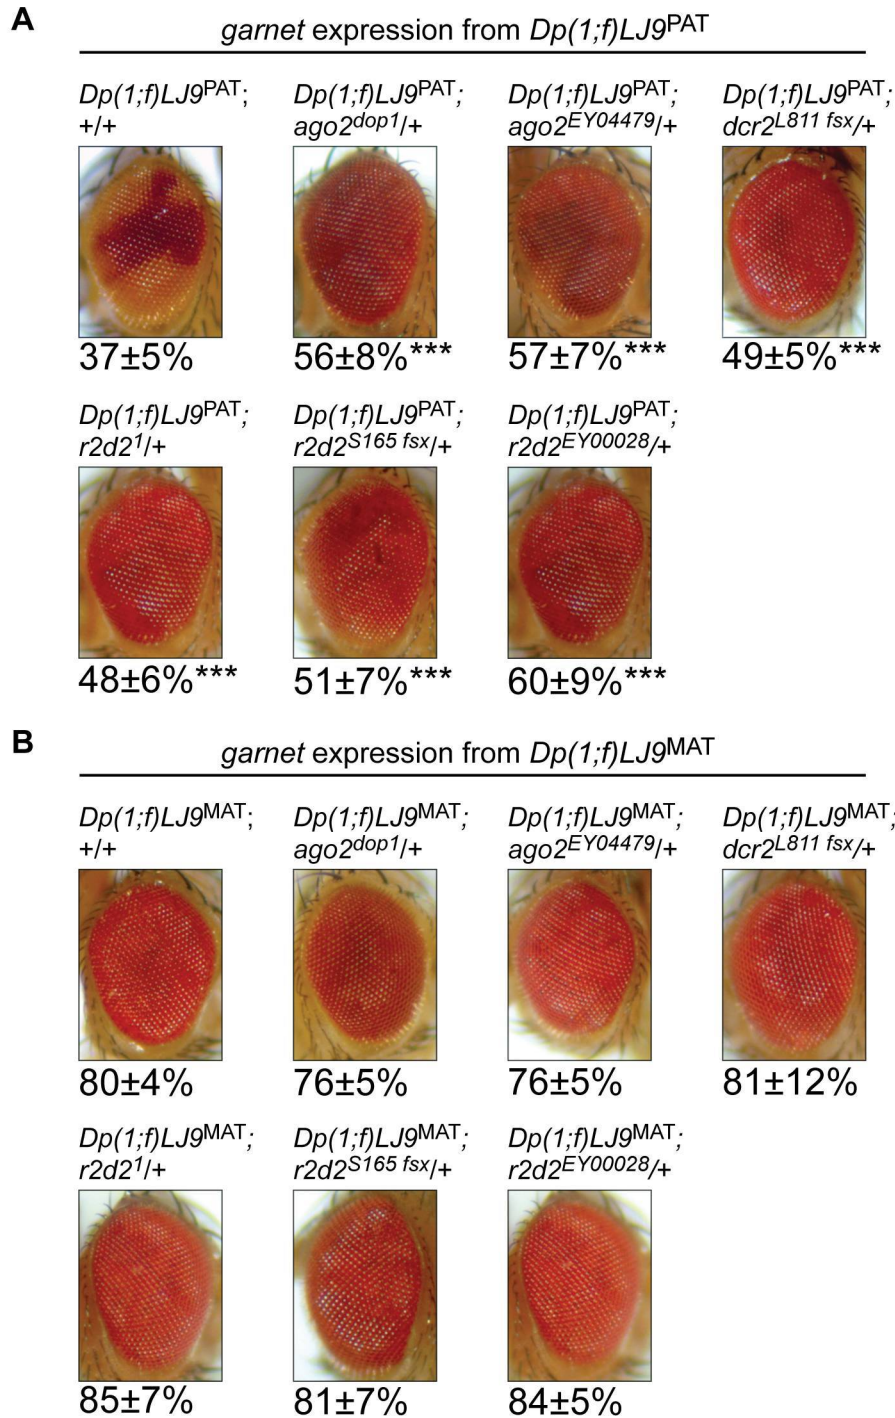 A
garnet expression from Dp(1;f)LJ9PAT
Dp(1;f)LJ9PAT; Dp(1;f)LJ9PAT; Dp(1;f)LJ9PAT; Dp(1;f)LJ9PAT;
+/+ ago2dop1/+ ago2EY04479/+ dcr2L811 fsx/+
37±5% 56±8%*** 57±7%*** 49±5%***
Dp(1;f)LJ9PAT; Dp(1;f)LJ9PAT; Dp(1;f)LJ9PAT;
r2d21/+ r2d2S165 fsx/+ r2d2EY00028/+
48±6%*** 51±7%*** 60±9%***
B
garnet expression from Dp(1;f)LJ9MAT
Dp(1;f)LJ9MAT; Dp(1;f)LJ9MAT; Dp(1;f)LJ9MAT; Dp(1;f)LJ9MAT;
+/+ ago2dop1/+ ago2EY04479/+ dcr2L811 fsx/+
80±4% 76±5% 76±5% 81±12%
Dp(1;f)LJ9MAT; Dp(1;f)LJ9MAT; Dp(1;f)LJ9MAT;
r2d21/+ r2d2S165 fsx/+ r2d2EY00028/+
85±7% 81±7% 84±5%